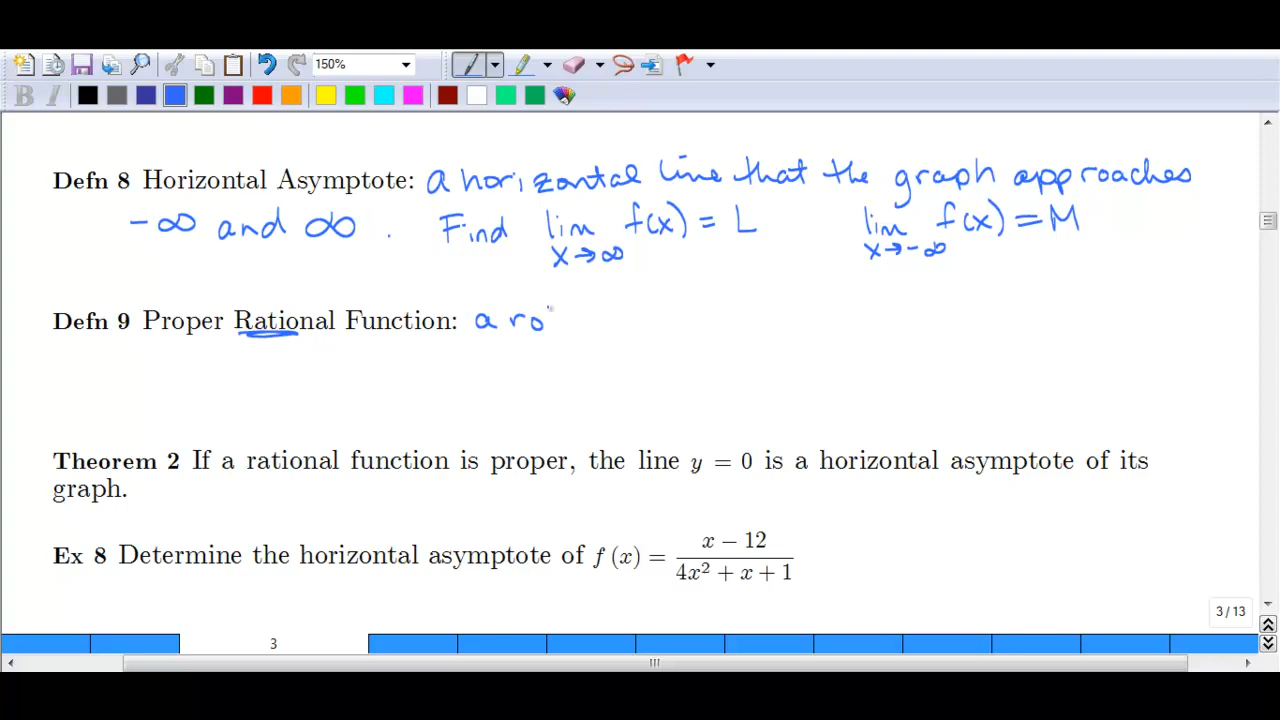 150%
B I
Defn 8 Horizontal Asymptote: a horizontal line that the graph approaches
-∞ and ∞ . Find lim x→∞ f(x) = L lim x→-∞ f(x) = M
Defn 9 Proper Rational Function: a ra
Theorem 2 If a rational function is proper, the line y = 0 is a horizontal asymptote of its
graph.
Ex 8 Determine the horizontal asymptote of f (x) = (x − 12)/(4x² + x + 1)
3 / 13
3